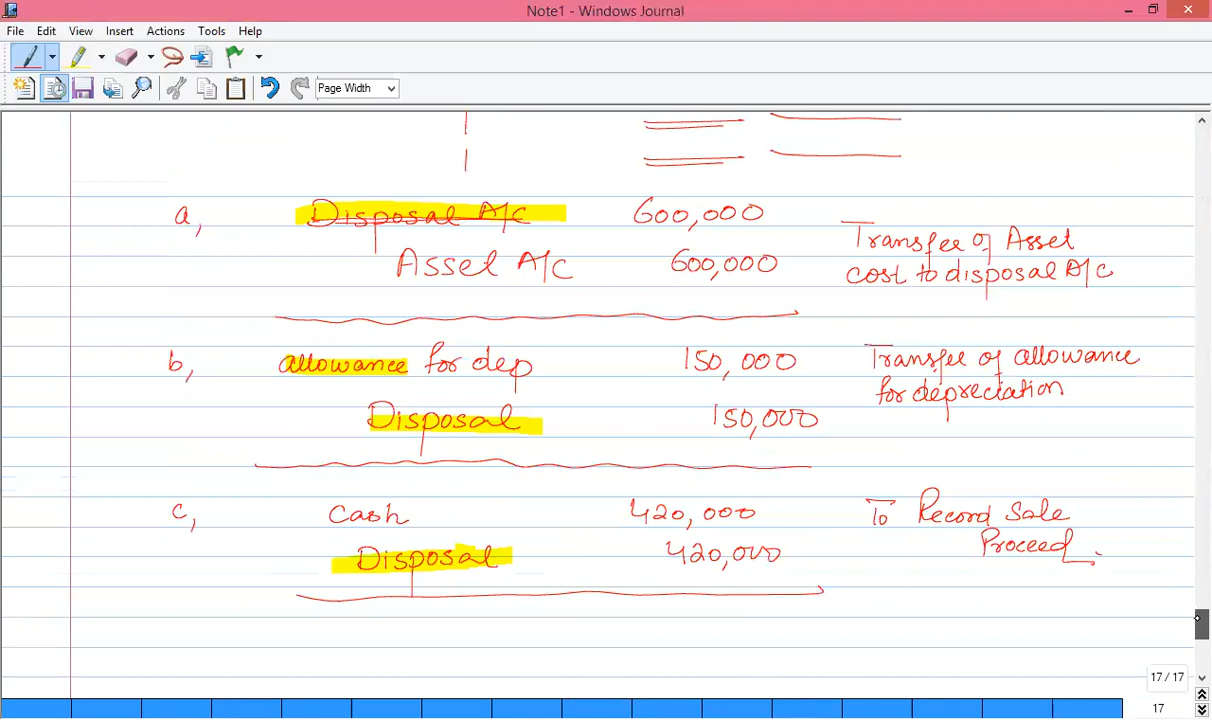 Note1 - Windows Journal
File Edit View Insert Actions Tools Help
Page Width
a, Disposal A/c 600,000
Asset A/C 600,000
Transfer of Asset
cost to disposal A/C
b, allowance for dep 150,000
Disposal 150,000
Transfer of allowance
for depreciation
c, Cash 420,000
Disposal 420,000
To Record Sale
Proceed
17 / 17
17